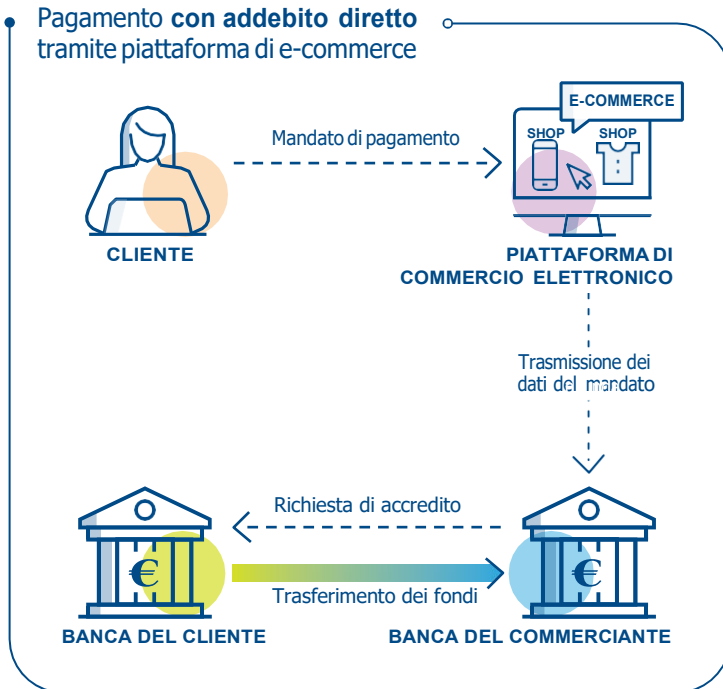 Pagamento con addebito diretto
tramite piattaforma di e-commerce
E-COMMERCE
SHOP SHOP
Mandato di pagamento
CLIENTE
PIATTAFORMA DI
COMMERCIO ELETTRONICO
Trasmissione dei
dati del mandato
Richiesta di accredito
€ €
Trasferimento dei fondi
BANCA DEL CLIENTE
BANCA DEL COMMERCIANTE